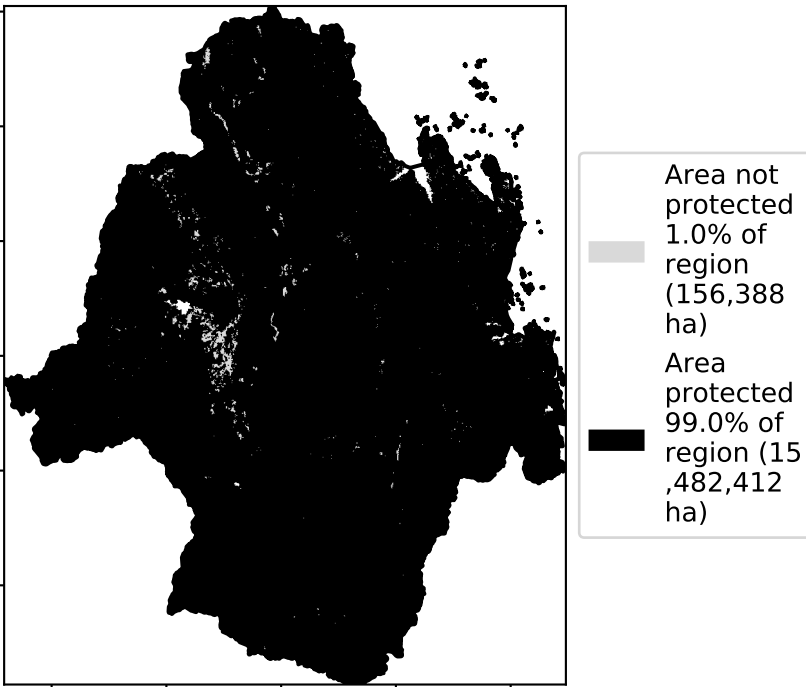 Area not
protected
1.0% of
region
(156,388
ha)
Area
protected
99.0% of
region (15
,482,412
ha)